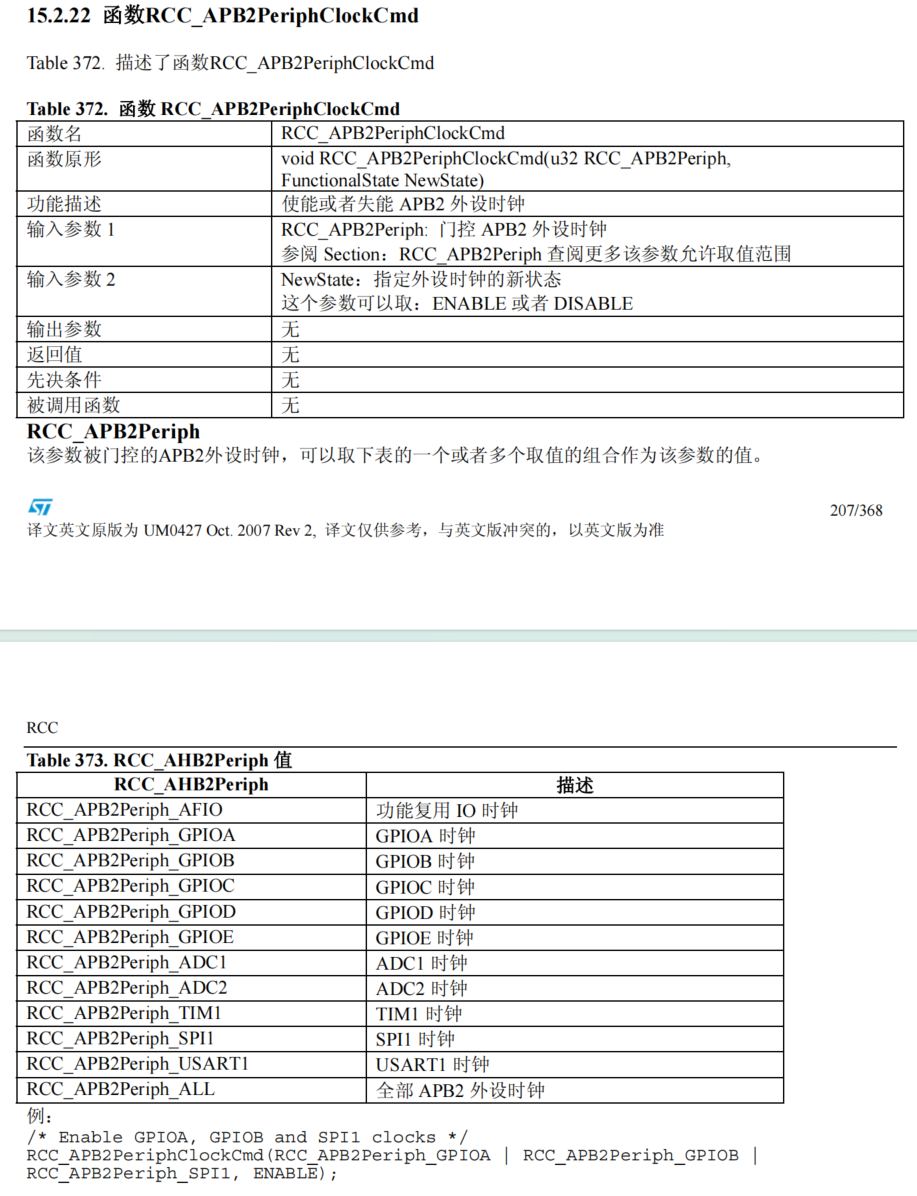 15.2.22 函数RCC_APB2PeriphClockCmd
Table 372. 描述了函数RCC_APB2PeriphClockCmd
Table 372. 函数 RCC_APB2PeriphClockCmd
函数名 RCC_APB2PeriphClockCmd
函数原形 void RCC_APB2PeriphClockCmd(u32 RCC_APB2Periph,
FunctionalState NewState)
功能描述 使能或者失能 APB2 外设时钟
输入参数 1 RCC_APB2Periph: 门控 APB2 外设时钟
参阅 Section：RCC_APB2Periph 查阅更多该参数允许取值范围
输入参数 2 NewState：指定外设时钟的新状态
这个参数可以取：ENABLE 或者 DISABLE
输出参数 无
返回值 无
先决条件 无
被调用函数 无
RCC_APB2Periph
该参数被门控的APB2外设时钟，可以取下表的一个或者多个取值的组合作为该参数的值。
ST
207/368
译文英文原版为 UM0427 Oct. 2007 Rev 2, 译文仅供参考，与英文版冲突的，以英文版为准
RCC
Table 373. RCC_AHB2Periph 值
RCC_AHB2Periph 描述
RCC_APB2Periph_AFIO 功能复用 IO 时钟
RCC_APB2Periph_GPIOA GPIOA 时钟
RCC_APB2Periph_GPIOB GPIOB 时钟
RCC_APB2Periph_GPIOC GPIOC 时钟
RCC_APB2Periph_GPIOD GPIOD 时钟
RCC_APB2Periph_GPIOE GPIOE 时钟
RCC_APB2Periph_ADC1 ADC1 时钟
RCC_APB2Periph_ADC2 ADC2 时钟
RCC_APB2Periph_TIM1 TIM1 时钟
RCC_APB2Periph_SPI1 SPI1 时钟
RCC_APB2Periph_USART1 USART1 时钟
RCC_APB2Periph_ALL 全部 APB2 外设时钟
例：
/* Enable GPIOA, GPIOB and SPI1 clocks */
RCC_APB2PeriphClockCmd(RCC_APB2Periph_GPIOA | RCC_APB2Periph_GPIOB |
RCC_APB2Periph_SPI1, ENABLE);